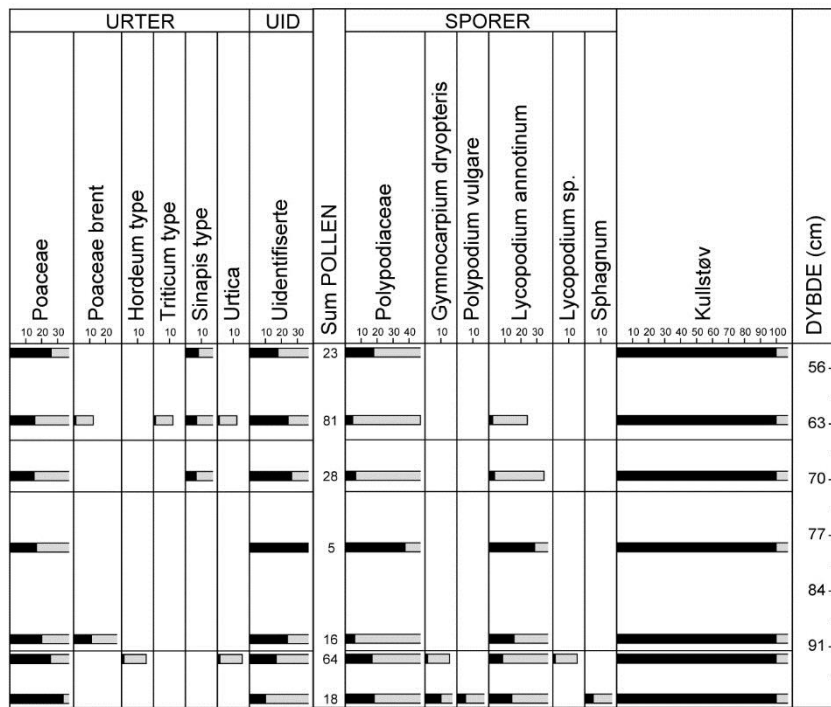 URTER UID SPORER
Poaceae
Poaceae brent
Hordeum type
Triticum type
Sinapis type
Urtica
Uidentifiserte
Sum POLLEN
Polypodiaceae
Gymnocarpium dryopteris
Polypodium vulgare
Lycopodium annotinum
Lycopodium sp.
Sphagnum
Kullstøv
DYBDE (cm)
10 20 30 10 20 10 10 10 10 10 20 30 10 20 30 40 10 10 10 20 30 10 10 10 20 30 40 50 60 70 80 90 100
23
56
81
63
28
70
5
77
84
16
91
64
18